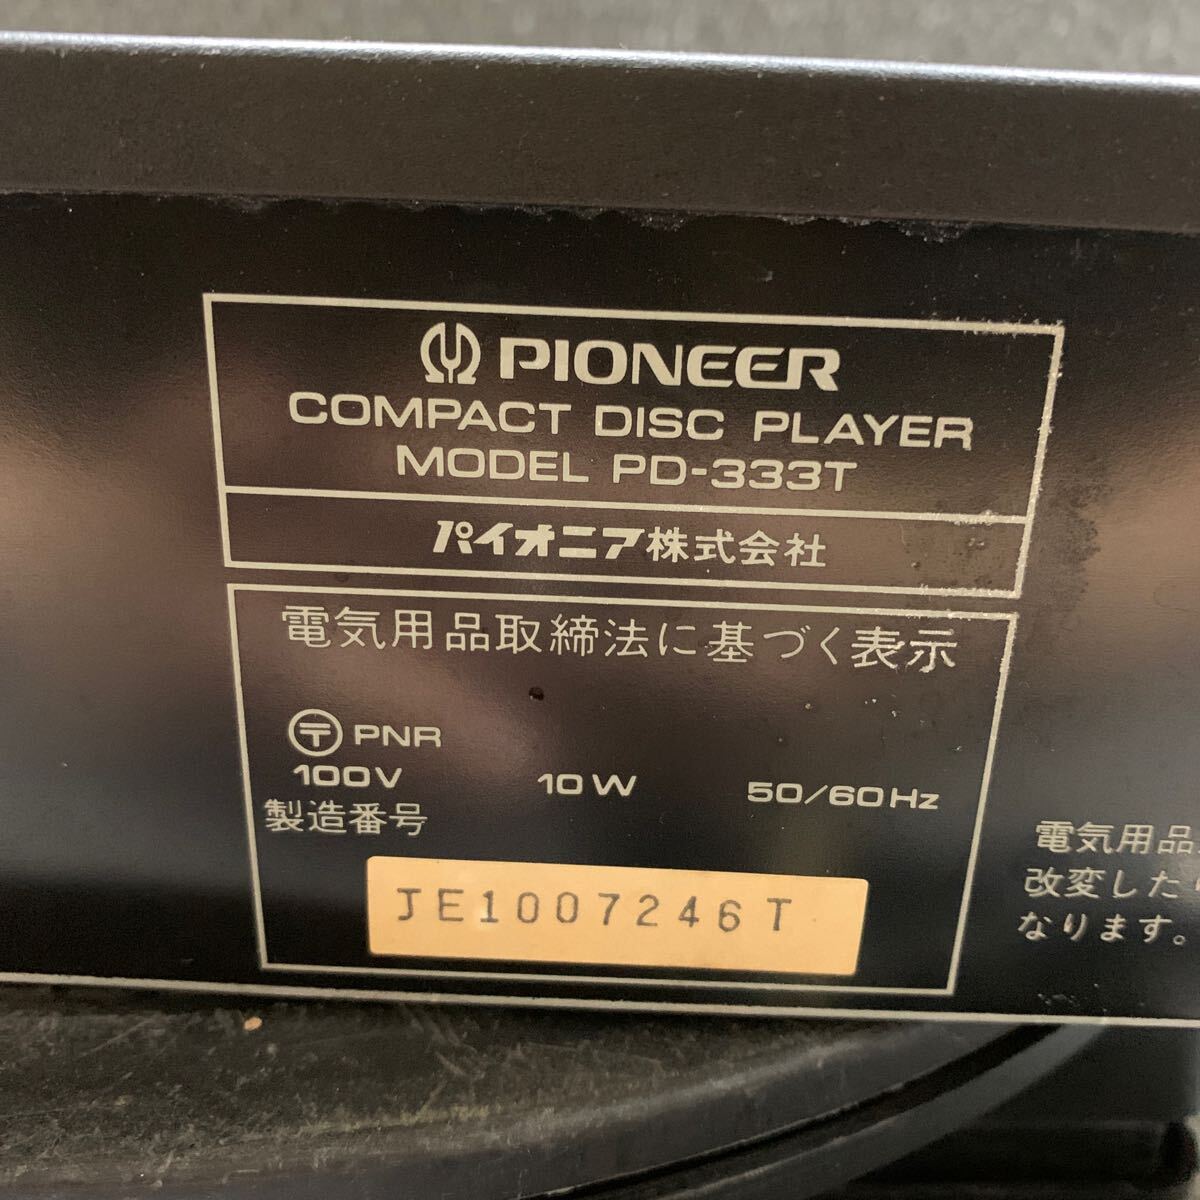 PIONEER
COMPACT DISC PLAYER
MODEL PD-333T
パイオニア株式会社
電気用品取締法に基づく表示
〒 PNR
100V 10W 50/60Hz
製造番号
JE1007246T
電気用品
改変した
なります。